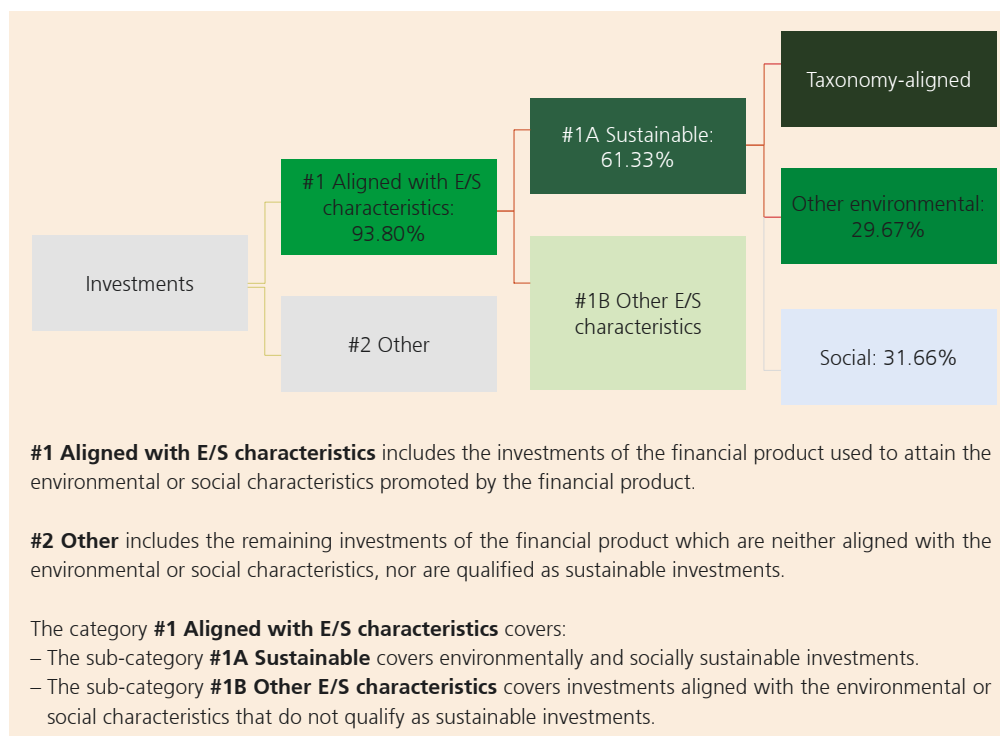 Taxonomy-aligned
#1A Sustainable:
61.33%
#1 Aligned with E/S
characteristics:
93.80%
Other environmental:
29.67%
Investments
#1B Other E/S
characteristics
#2 Other
Social: 31.66%
#1 Aligned with E/S characteristics includes the investments of the financial product used to attain the
environmental or social characteristics promoted by the financial product.
#2 Other includes the remaining investments of the financial product which are neither aligned with the
environmental or social characteristics, nor are qualified as sustainable investments.
The category #1 Aligned with E/S characteristics covers:
– The sub-category #1A Sustainable covers environmentally and socially sustainable investments.
– The sub-category #1B Other E/S characteristics covers investments aligned with the environmental or
social characteristics that do not qualify as sustainable investments.